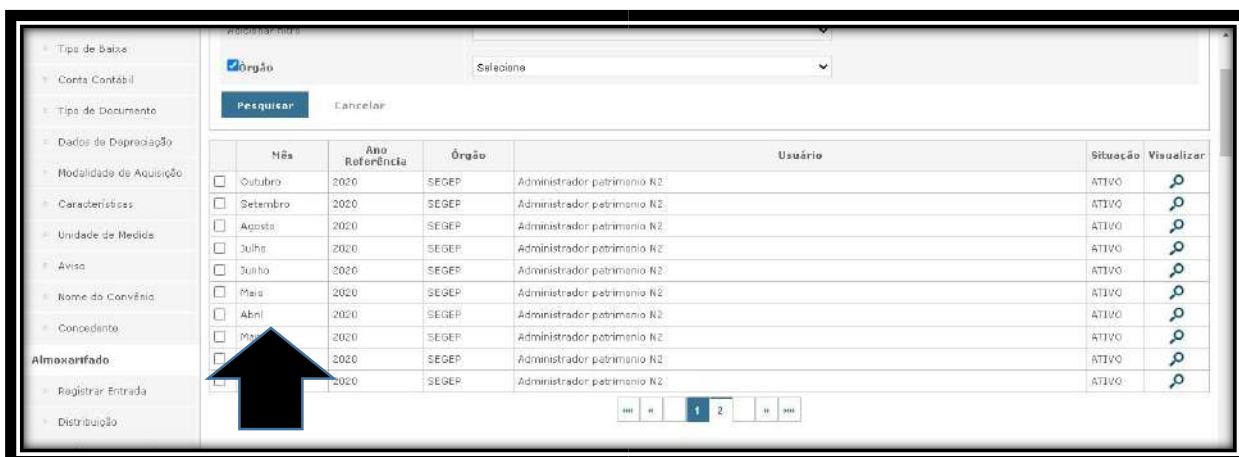 Adicionar filtro
Órgão Selecione
Pesquisar Cancelar
Tipo de Baixa
Conta Contábil
Tipo de Documento
Dados de Depreciação
Modalidade de Aquisição
Características
Unidade de Medida
Aviso
Nome do Convênio
Concedente
Almoxarifado
Registrar Entrada
Distribuição
Mês Ano Referência Órgão Usuário Situação Visualizar
Outubro 2020 SEGEP Administrador patrimonio N2 ATIVO
Setembro 2020 SEGEP Administrador patrimonio N2 ATIVO
Agosto 2020 SEGEP Administrador patrimonio N2 ATIVO
Julho 2020 SEGEP Administrador patrimonio N2 ATIVO
Junho 2020 SEGEP Administrador patrimonio N2 ATIVO
Maio 2020 SEGEP Administrador patrimonio N2 ATIVO
Abril 2020 SEGEP Administrador patrimonio N2 ATIVO
2020 SEGEP Administrador patrimonio N2 ATIVO
2020 SEGEP Administrador patrimonio N2 ATIVO
2020 SEGEP Administrador patrimonio N2 ATIVO
«« « 1 2 » »»